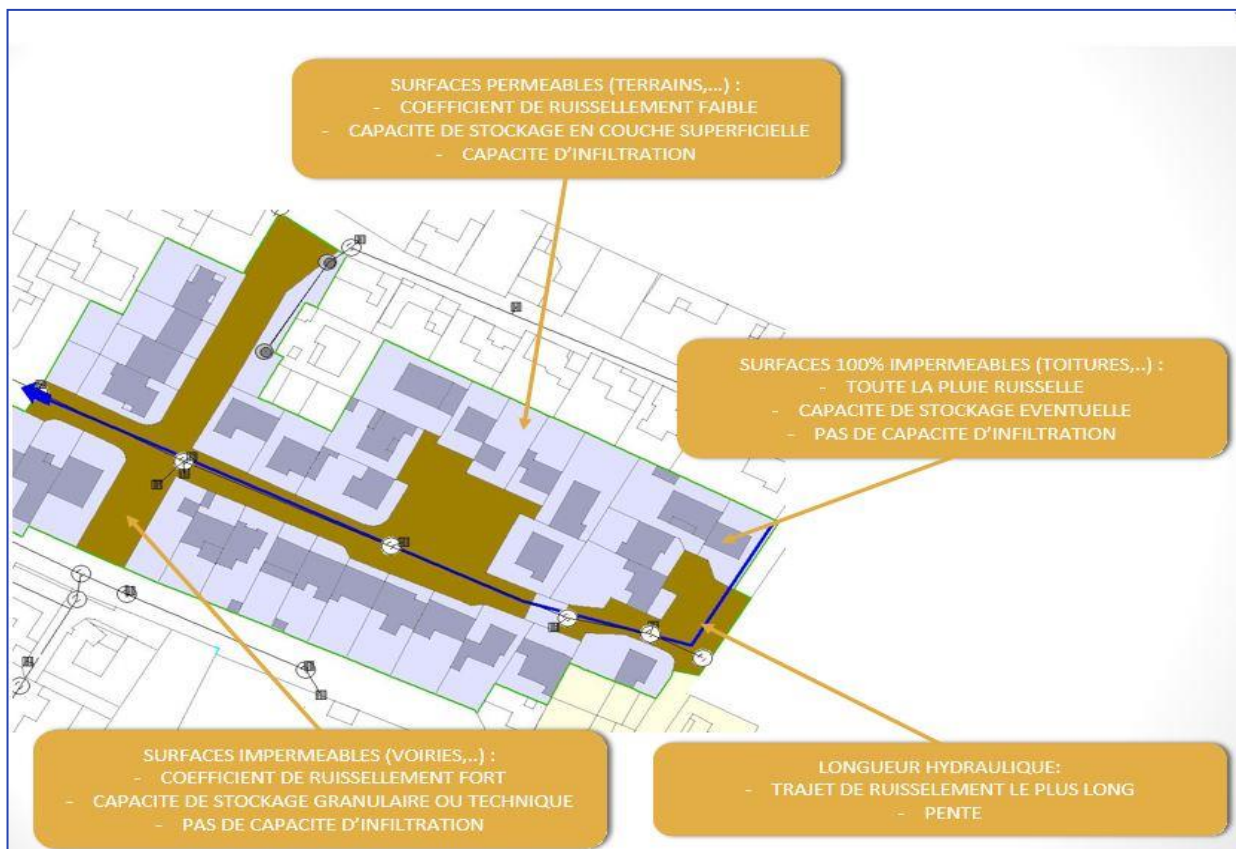 SURFACES PERMEABLES (TERRAINS,...) :
- COEFFICIENT DE RUISSELLEMENT FAIBLE
- CAPACITE DE STOCKAGE EN COUCHE SUPERFICIELLE
- CAPACITE D'INFILTRATION
SURFACES 100% IMPERMEABLES (TOITURES,..) :
- TOUTE LA PLUIE RUISSELLE
- CAPACITE DE STOCKAGE EVENTUELLE
- PAS DE CAPACITE D'INFILTRATION
SURFACES IMPERMEABLES (VOIRIES,..) :
- COEFFICIENT DE RUISSELLEMENT FORT
- CAPACITE DE STOCKAGE GRANULAIRE OU TECHNIQUE
- PAS DE CAPACITE D'INFILTRATION
LONGUEUR HYDRAULIQUE:
- TRAJET DE RUISSELEMENT LE PLUS LONG
- PENTE